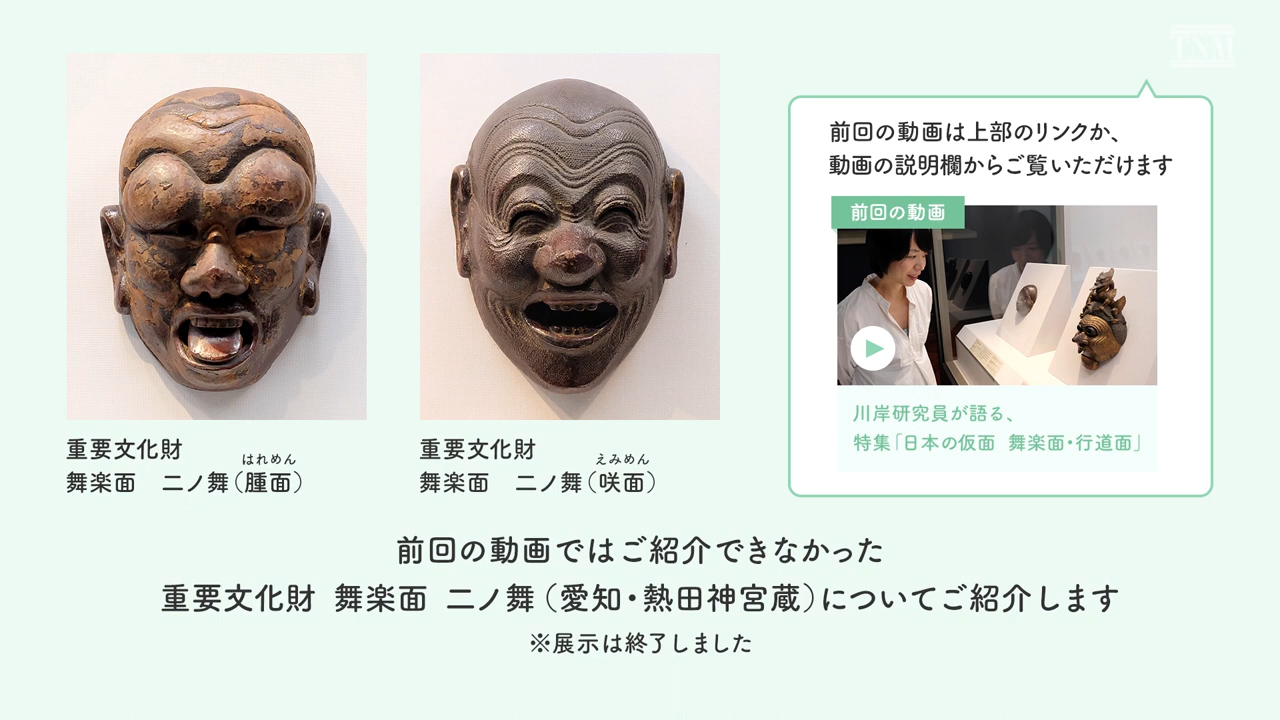 TNM
重要文化財
はれめん
舞楽面 二ノ舞（腫面）
重要文化財
えみめん
舞楽面 二ノ舞（咲面）
前回の動画は上部のリンクか、
動画の説明欄からご覧いただけます
前回の動画
川岸研究員が語る、
特集「日本の仮面 舞楽面・行道面」
前回の動画ではご紹介できなかった
重要文化財 舞楽面 二ノ舞（愛知・熱田神宮蔵）についてご紹介します
※展示は終了しました